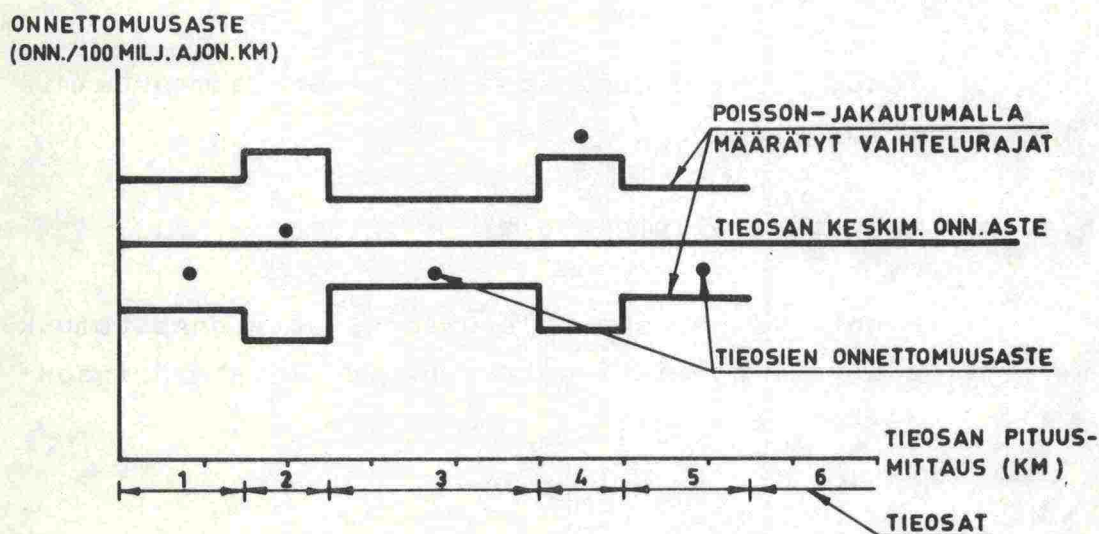 ONNETTOMUUSASTE
(ONN./100 MILJ. AJON. KM)
POISSON-JAKAUTUMALLA
MÄÄRÄTYT VAIHTELURAJAT
TIEOSAN KESKIM. ONN.ASTE
TIEOSIEN ONNETTOMUUSASTE
TIEOSAN PITUUS-
MITTAUS (KM)
1 2 3 4 5 6
TIEOSAT